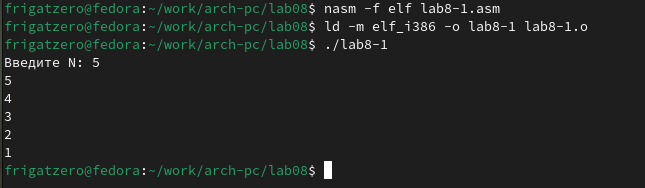 frigatzero@fedora:~/work/arch-pc/lab08$ nasm -f elf lab8-1.asm
frigatzero@fedora:~/work/arch-pc/lab08$ ld -m elf_i386 -o lab8-1 lab8-1.o
frigatzero@fedora:~/work/arch-pc/lab08$ ./lab8-1
Введите N: 5
5
4
3
2
1
frigatzero@fedora:~/work/arch-pc/lab08$